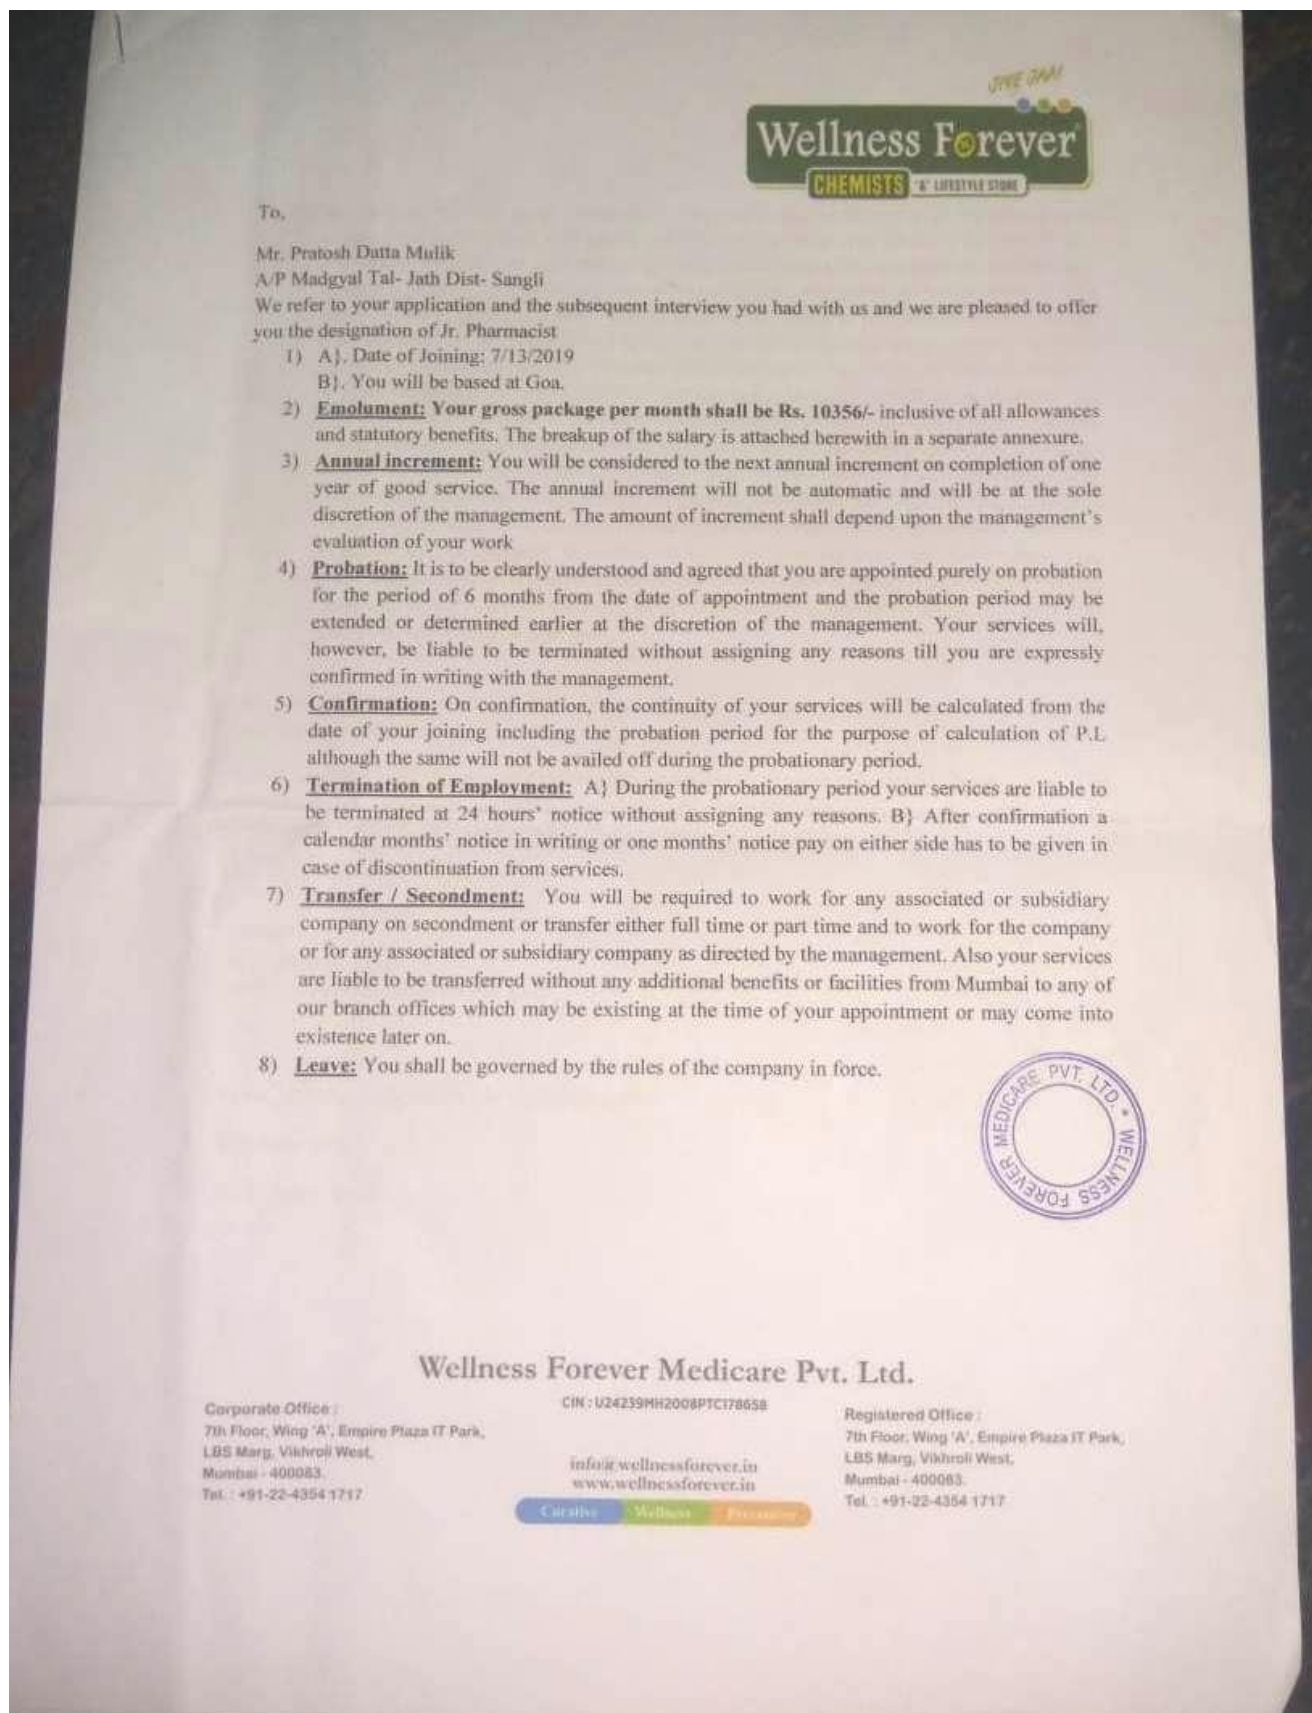 JIYE JAA!
Wellness Forever
CHEMISTS '&' LIFESTYLE STORE
To,
Mr. Pratosh Datta Mulik
A/P Madgyal Tal- Jath Dist- Sangli
We refer to your application and the subsequent interview you had with us and we are pleased to offer
you the designation of Jr. Pharmacist
1) A}. Date of Joining: 7/13/2019
B}. You will be based at Goa.
2) Emolument: Your gross package per month shall be Rs. 10356/- inclusive of all allowances
and statutory benefits. The breakup of the salary is attached herewith in a separate annexure.
3) Annual increment: You will be considered to the next annual increment on completion of one
year of good service. The annual increment will not be automatic and will be at the sole
discretion of the management. The amount of increment shall depend upon the management's
evaluation of your work
4) Probation: It is to be clearly understood and agreed that you are appointed purely on probation
for the period of 6 months from the date of appointment and the probation period may be
extended or determined earlier at the discretion of the management. Your services will,
however, be liable to be terminated without assigning any reasons till you are expressly
confirmed in writing with the management.
5) Confirmation: On confirmation, the continuity of your services will be calculated from the
date of your joining including the probation period for the purpose of calculation of P.L
although the same will not be availed off during the probationary period.
6) Termination of Employment: A} During the probationary period your services are liable to
be terminated at 24 hours' notice without assigning any reasons. B} After confirmation a
calendar months' notice in writing or one months' notice pay on either side has to be given in
case of discontinuation from services.
7) Transfer / Secondment: You will be required to work for any associated or subsidiary
company on secondment or transfer either full time or part time and to work for the company
or for any associated or subsidiary company as directed by the management. Also your services
are liable to be transferred without any additional benefits or facilities from Mumbai to any of
our branch offices which may be existing at the time of your appointment or may come into
existence later on.
8) Leave: You shall be governed by the rules of the company in force.
WELLNESS FOREVER MEDICARE PVT. LTD. *
Wellness Forever Medicare Pvt. Ltd.
CIN : U24239MH2008PTC178658
Corporate Office :
7th Floor, Wing 'A', Empire Plaza IT Park,
LBS Marg, Vikhroli West,
Mumbai - 400083.
Tel. : +91-22-4354 1717
info@wellnessforever.in
www.wellnessforever.in
Curative Wellness Preventive
Registered Office :
7th Floor, Wing 'A', Empire Plaza IT Park,
LBS Marg, Vikhroli West,
Mumbai - 400083.
Tel. : +91-22-4354 1717